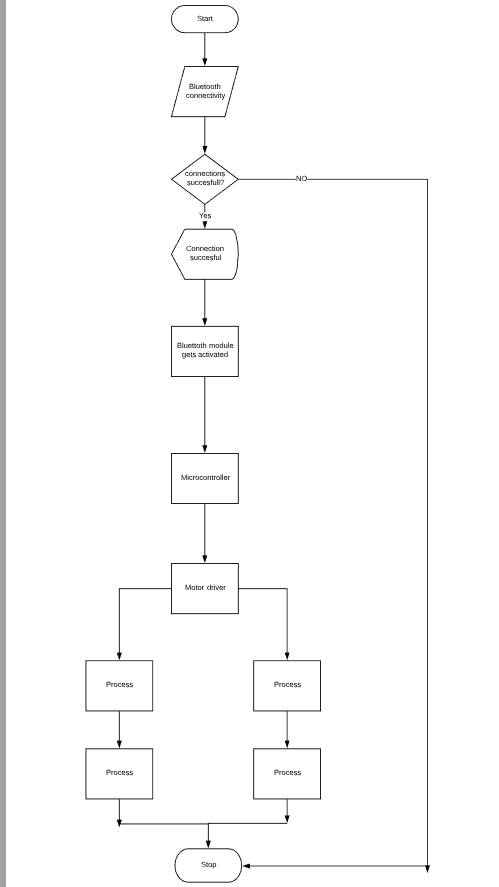 Start
Bluetooth
connectivity
connections
succesfull?
NO
Yes
Connection
succesful
Bluettoth module
gets activated
Microcontroller
Motor driver
Process
Process
Process
Process
Stop